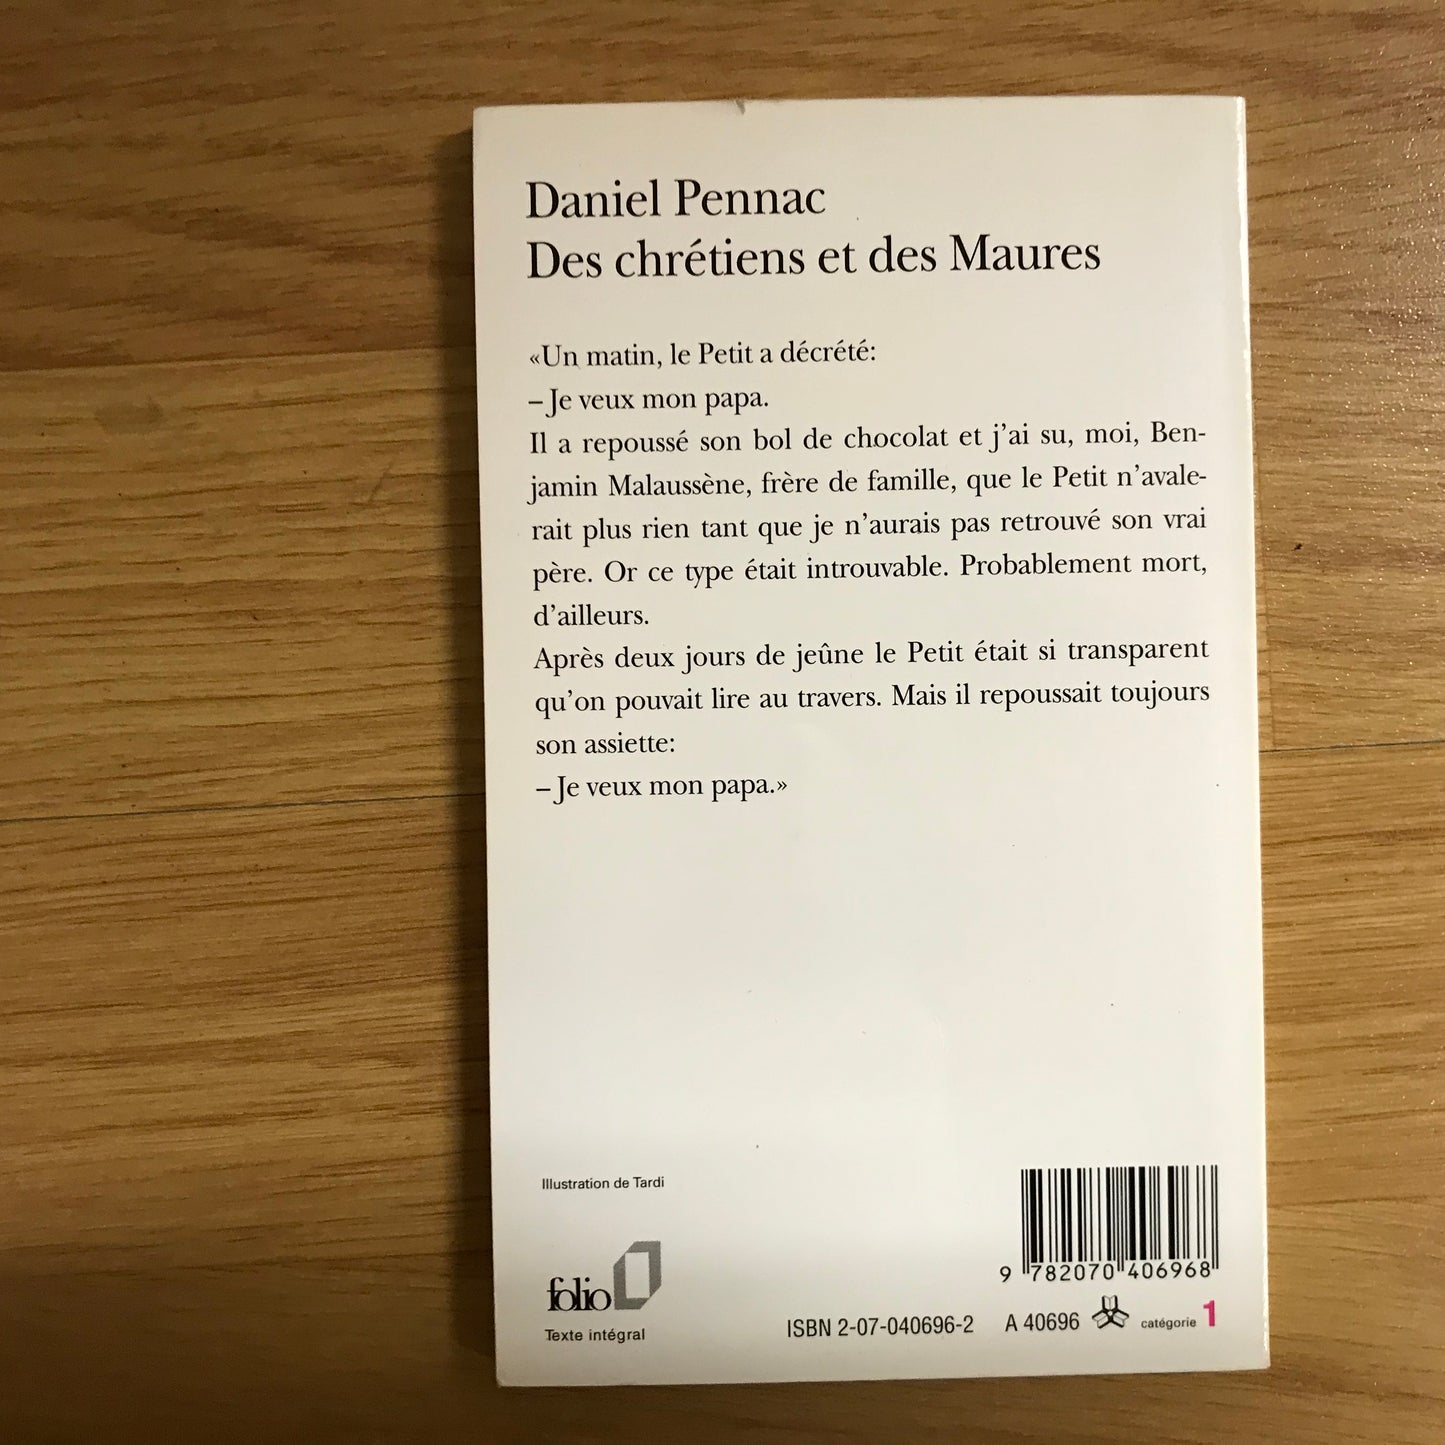 Daniel Pennac
Des chrétiens et des Maures
«Un matin, le Petit a décrété:
– Je veux mon papa.
Il a repoussé son bol de chocolat et j'ai su, moi, Ben-
jamin Malaussène, frère de famille, que le Petit n'avale-
rait plus rien tant que je n'aurais pas retrouvé son vrai
père. Or ce type était introuvable. Probablement mort,
d'ailleurs.
Après deux jours de jeûne le Petit était si transparent
qu'on pouvait lire au travers. Mais il repoussait toujours
son assiette:
– Je veux mon papa.»
Illustration de Tardi
9 782070 406968
folio
Texte intégral
ISBN 2-07-040696-2 A 40696 catégorie 1